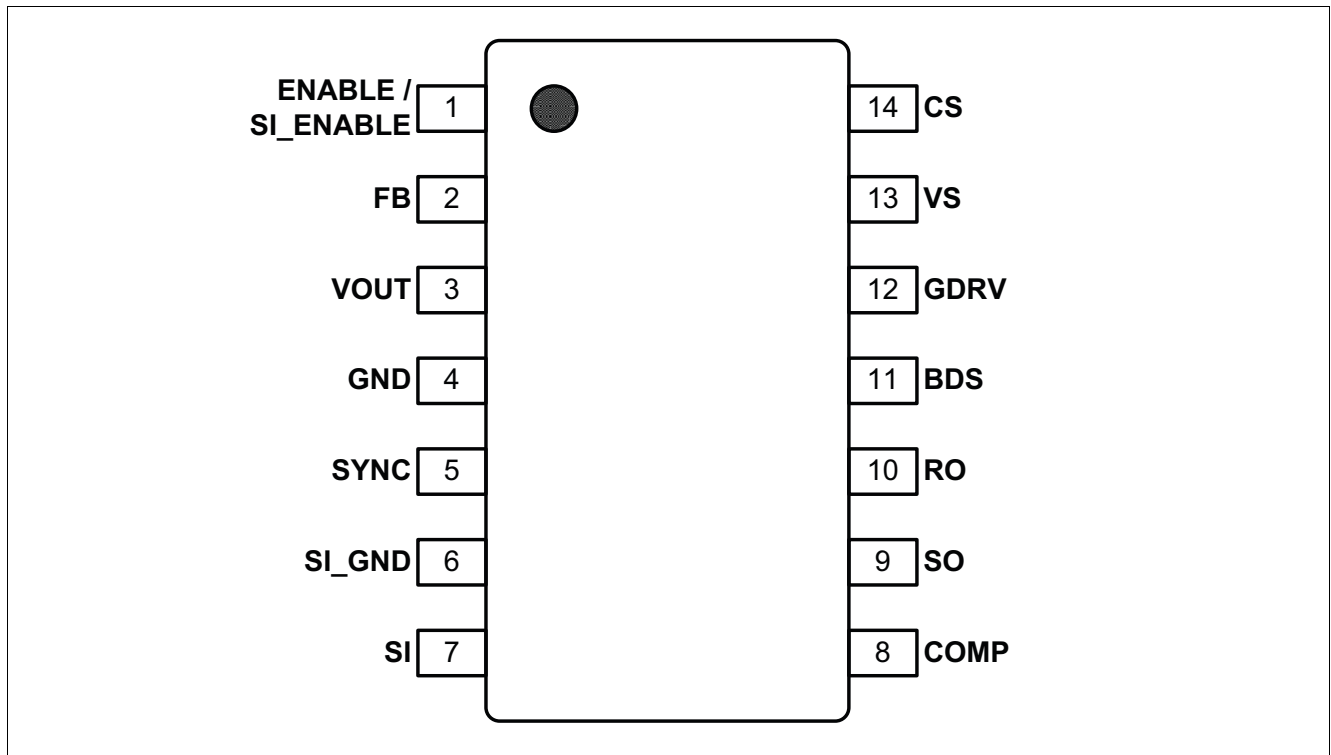 ENABLE /
SI_ENABLE 1
FB 2
VOUT 3
GND 4
SYNC 5
SI_GND 6
SI 7
14 CS
13 VS
12 GDRV
11 BDS
10 RO
9 SO
8 COMP